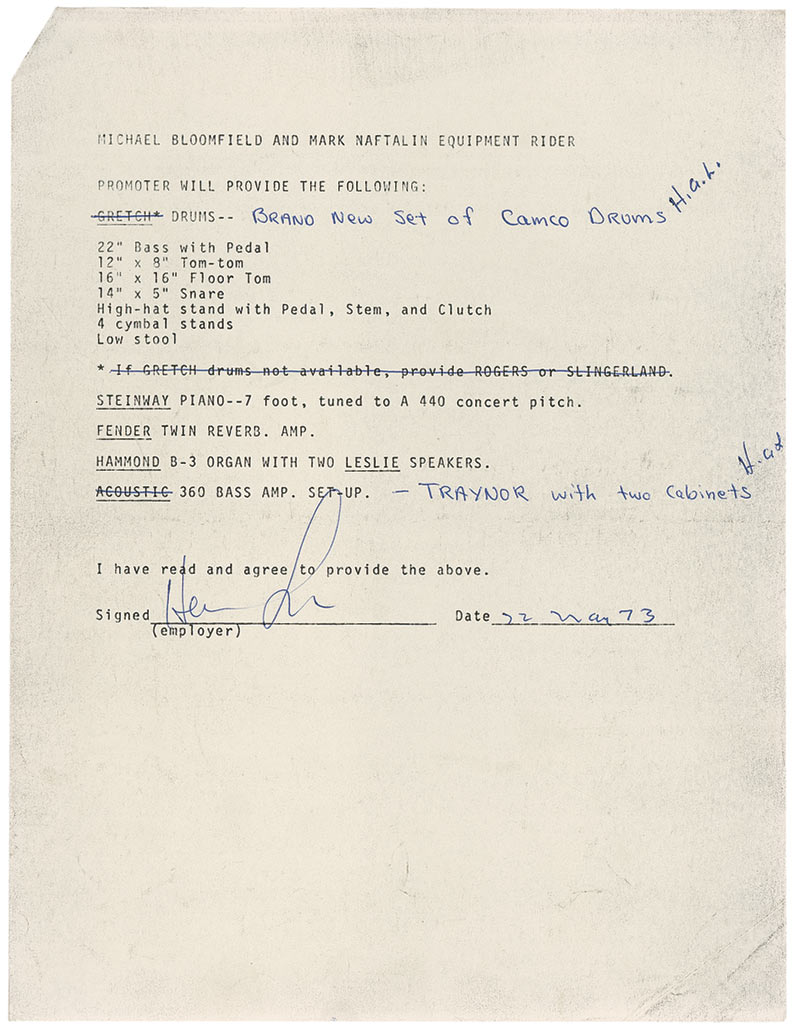 MICHAEL BLOOMFIELD AND MARK NAFTALIN EQUIPMENT RIDER
PROMOTER WILL PROVIDE THE FOLLOWING:
GRETCH* DRUMS-- BRAND New Set of Camco DRUMS H.a.L.
22" Bass with Pedal
12" x 8" Tom-tom
16" x 16" Floor Tom
14" x 5" Snare
High-hat stand with Pedal, Stem, and Clutch
4 cymbal stands
Low stool
* If GRETCH drums not available, provide ROGERS or SLINGERLAND.
STEINWAY PIANO--7 foot, tuned to A 440 concert pitch.
FENDER TWIN REVERB. AMP.
HAMMOND B-3 ORGAN WITH TWO LESLIE SPEAKERS.
ACOUSTIC 360 BASS AMP. SET-UP. - TRAYNOR with two Cabinets
I have read and agree to provide the above.
Signed Date 22 May 73
(employer)